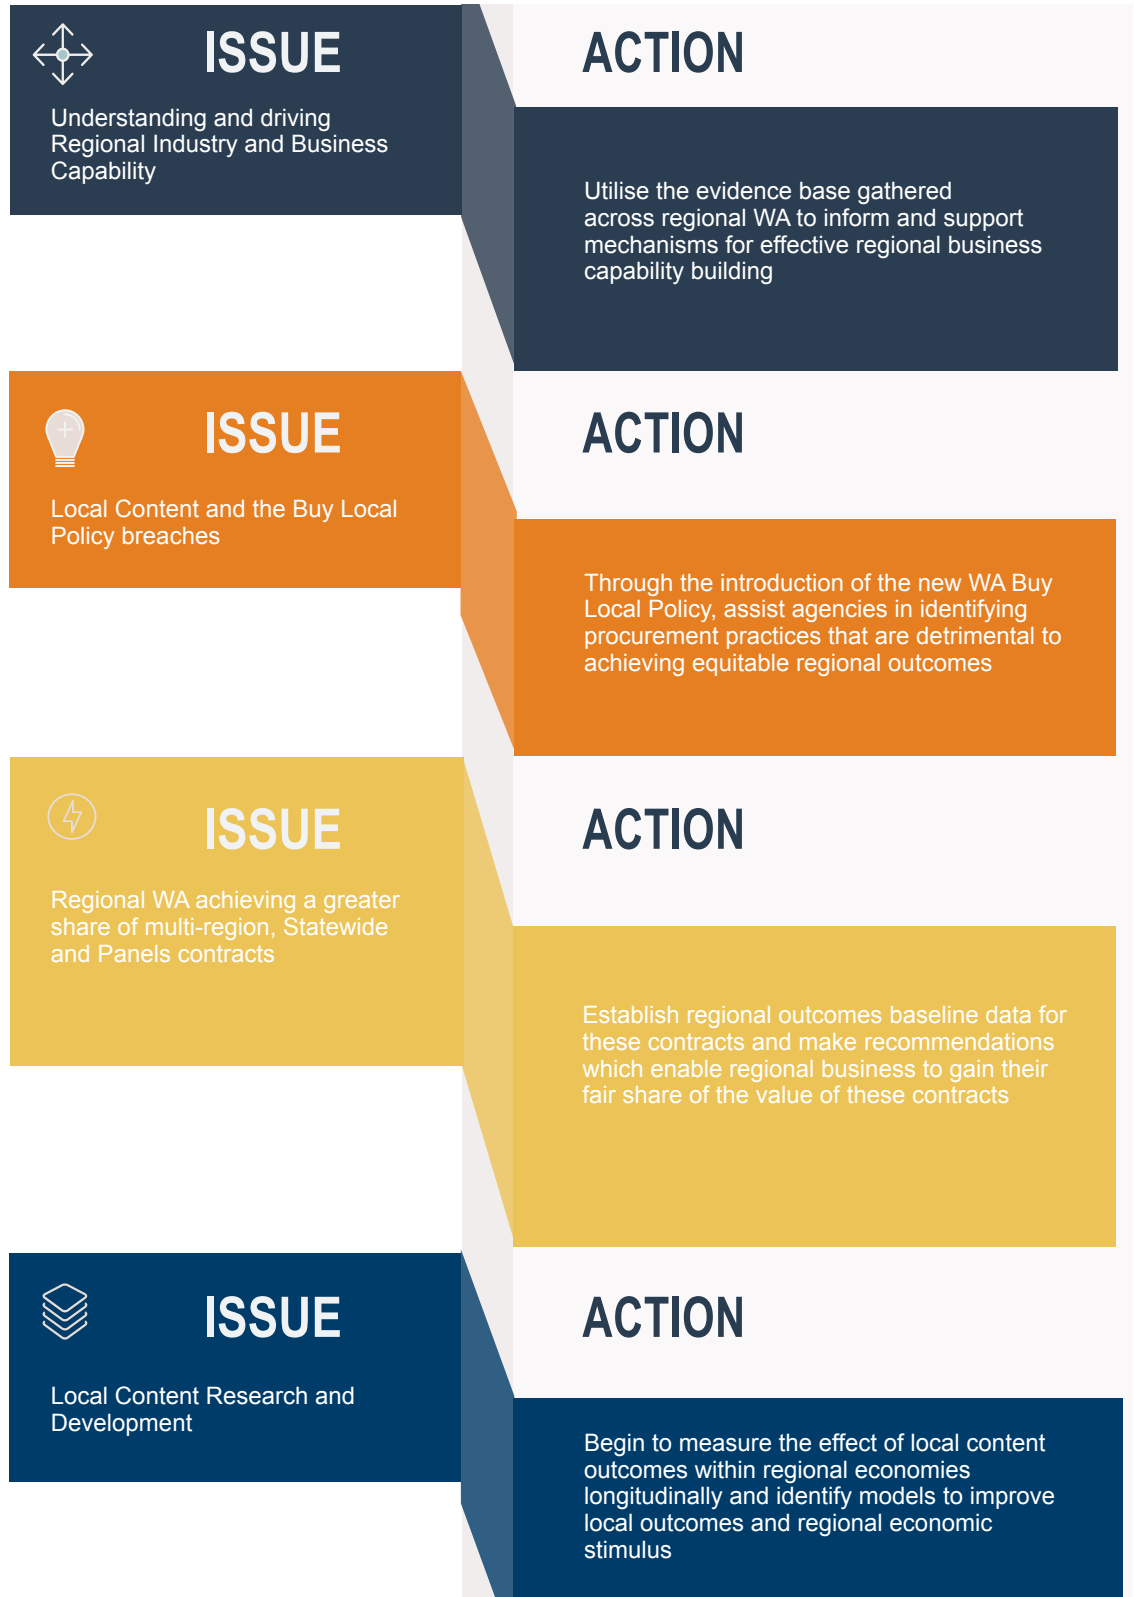 ISSUE
Understanding and driving
Regional Industry and Business
Capability
ACTION
Utilise the evidence base gathered
across regional WA to inform and support
mechanisms for effective regional business
capability building
ISSUE
Local Content and the Buy Local
Policy breaches
ACTION
Through the introduction of the new WA Buy
Local Policy, assist agencies in identifying
procurement practices that are detrimental to
achieving equitable regional outcomes
ISSUE
Regional WA achieving a greater
share of multi-region, Statewide
and Panels contracts
ACTION
Establish regional outcomes baseline data for
these contracts and make recommendations
which enable regional business to gain their
fair share of the value of these contracts
ISSUE
Local Content Research and
Development
ACTION
Begin to measure the effect of local content
outcomes within regional economies
longitudinally and identify models to improve
local outcomes and regional economic
stimulus